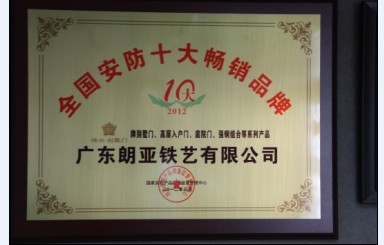 全国安防十大畅销品牌
10大
2012
牌别墅门、高层入户门、庭院门、强钢组合等系列产品
广东朗亚铁艺有限公司